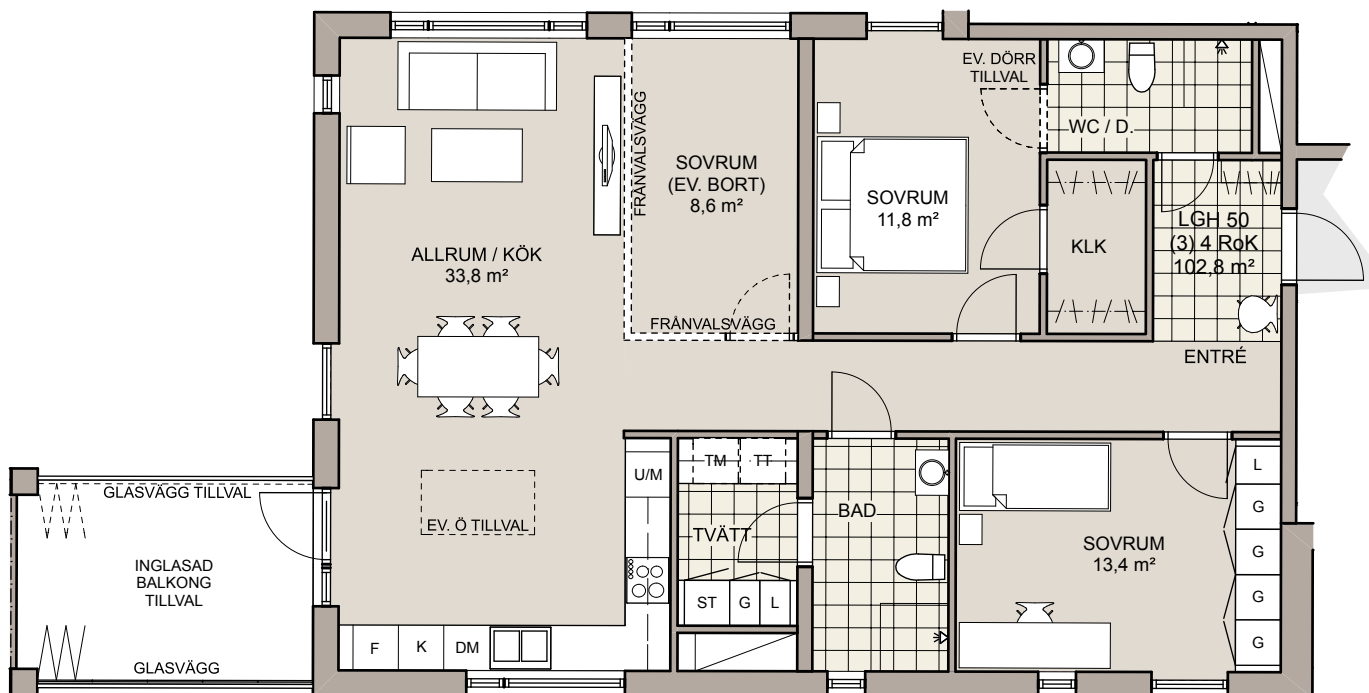 EV. DÖRR
TILLVAL
WC / D.
FRÅNVALSVÄGG
SOVRUM
(EV. BORT)
8,6 m²
SOVRUM
11,8 m²
KLK
LGH 50
(3) 4 RoK
102,8 m²
ALLRUM / KÖK
33,8 m²
FRÅNVALSVÄGG
ENTRÉ
U/M
TM
TT
L
G
G
G
G
GLASVÄGG TILLVAL
EV. Ö TILLVAL
TVÄTT
BAD
SOVRUM
13,4 m²
INGLASAD
BALKONG
TILLVAL
ST
G
L
F
K
DM
GLASVÄGG